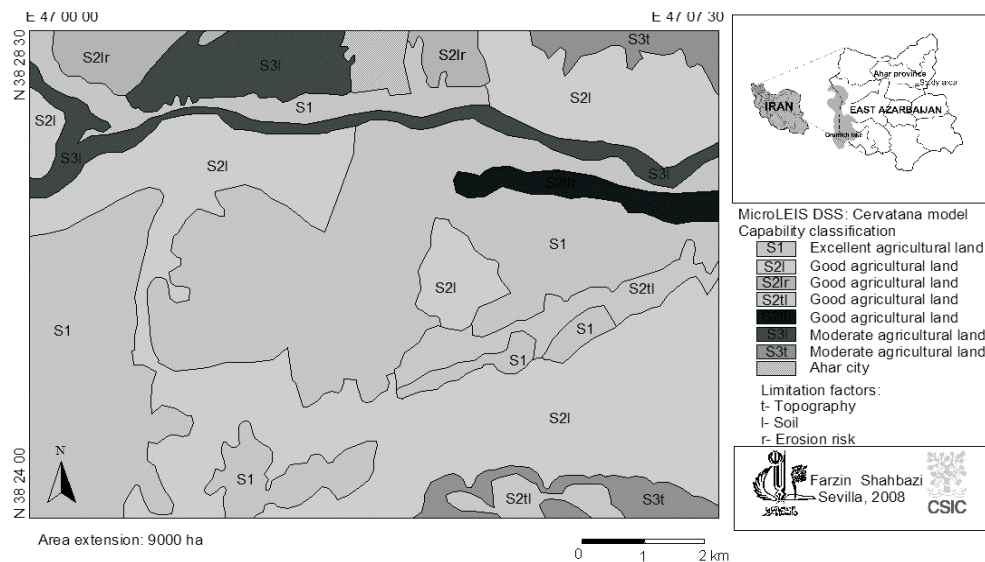 E 47 00 00
E 47 07 30
N 38 28 30
S2lr
S3l
S2lr
S3t
S2l
S1
S2l
S3l
S2l
S3l
S1
S2l
S2tl
S1
S1
S1
S2l
S1
S2tl
S3t
N
N 38 24 00
Area extension: 9000 ha
0 1 2 km
Ahar province
Study area
IRAN
EAST AZARBAIJAN
MicroLEIS DSS: Cervatana model
Capability classification
S1 Excellent agricultural land
S2l Good agricultural land
S2lr Good agricultural land
S2tl Good agricultural land
Good agricultural land
S3l Moderate agricultural land
S3t Moderate agricultural land
Ahar city
Limitation factors:
t- Topography
l- Soil
r- Erosion risk
Farzin Shahbazi
Sevilla, 2008
CSIC